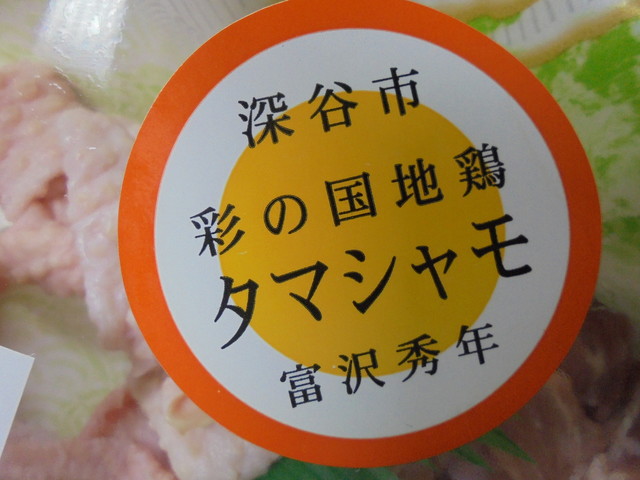 深谷市
彩の国地鶏
タマシャモ
富沢秀年